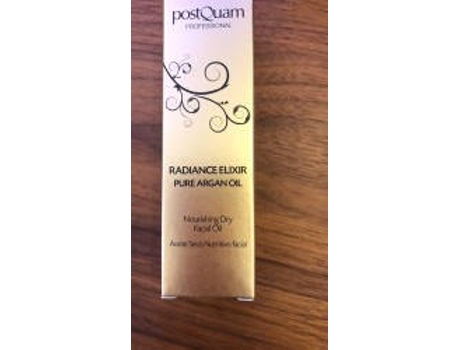 postQuam
PROFESSIONAL
RADIANCE ELIXIR
PURE ARGAN OIL
Nourishing Dry
Facial Oil
Aceite Seco Nutritivo Facial